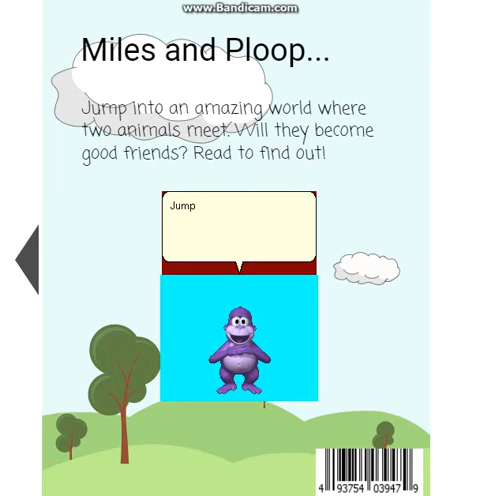 www.Bandicam.com
Miles and Ploop...
Jump into an amazing world where
two animals meet. Will they become
good friends? Read to find out!
Jump
4 93754 03947 9